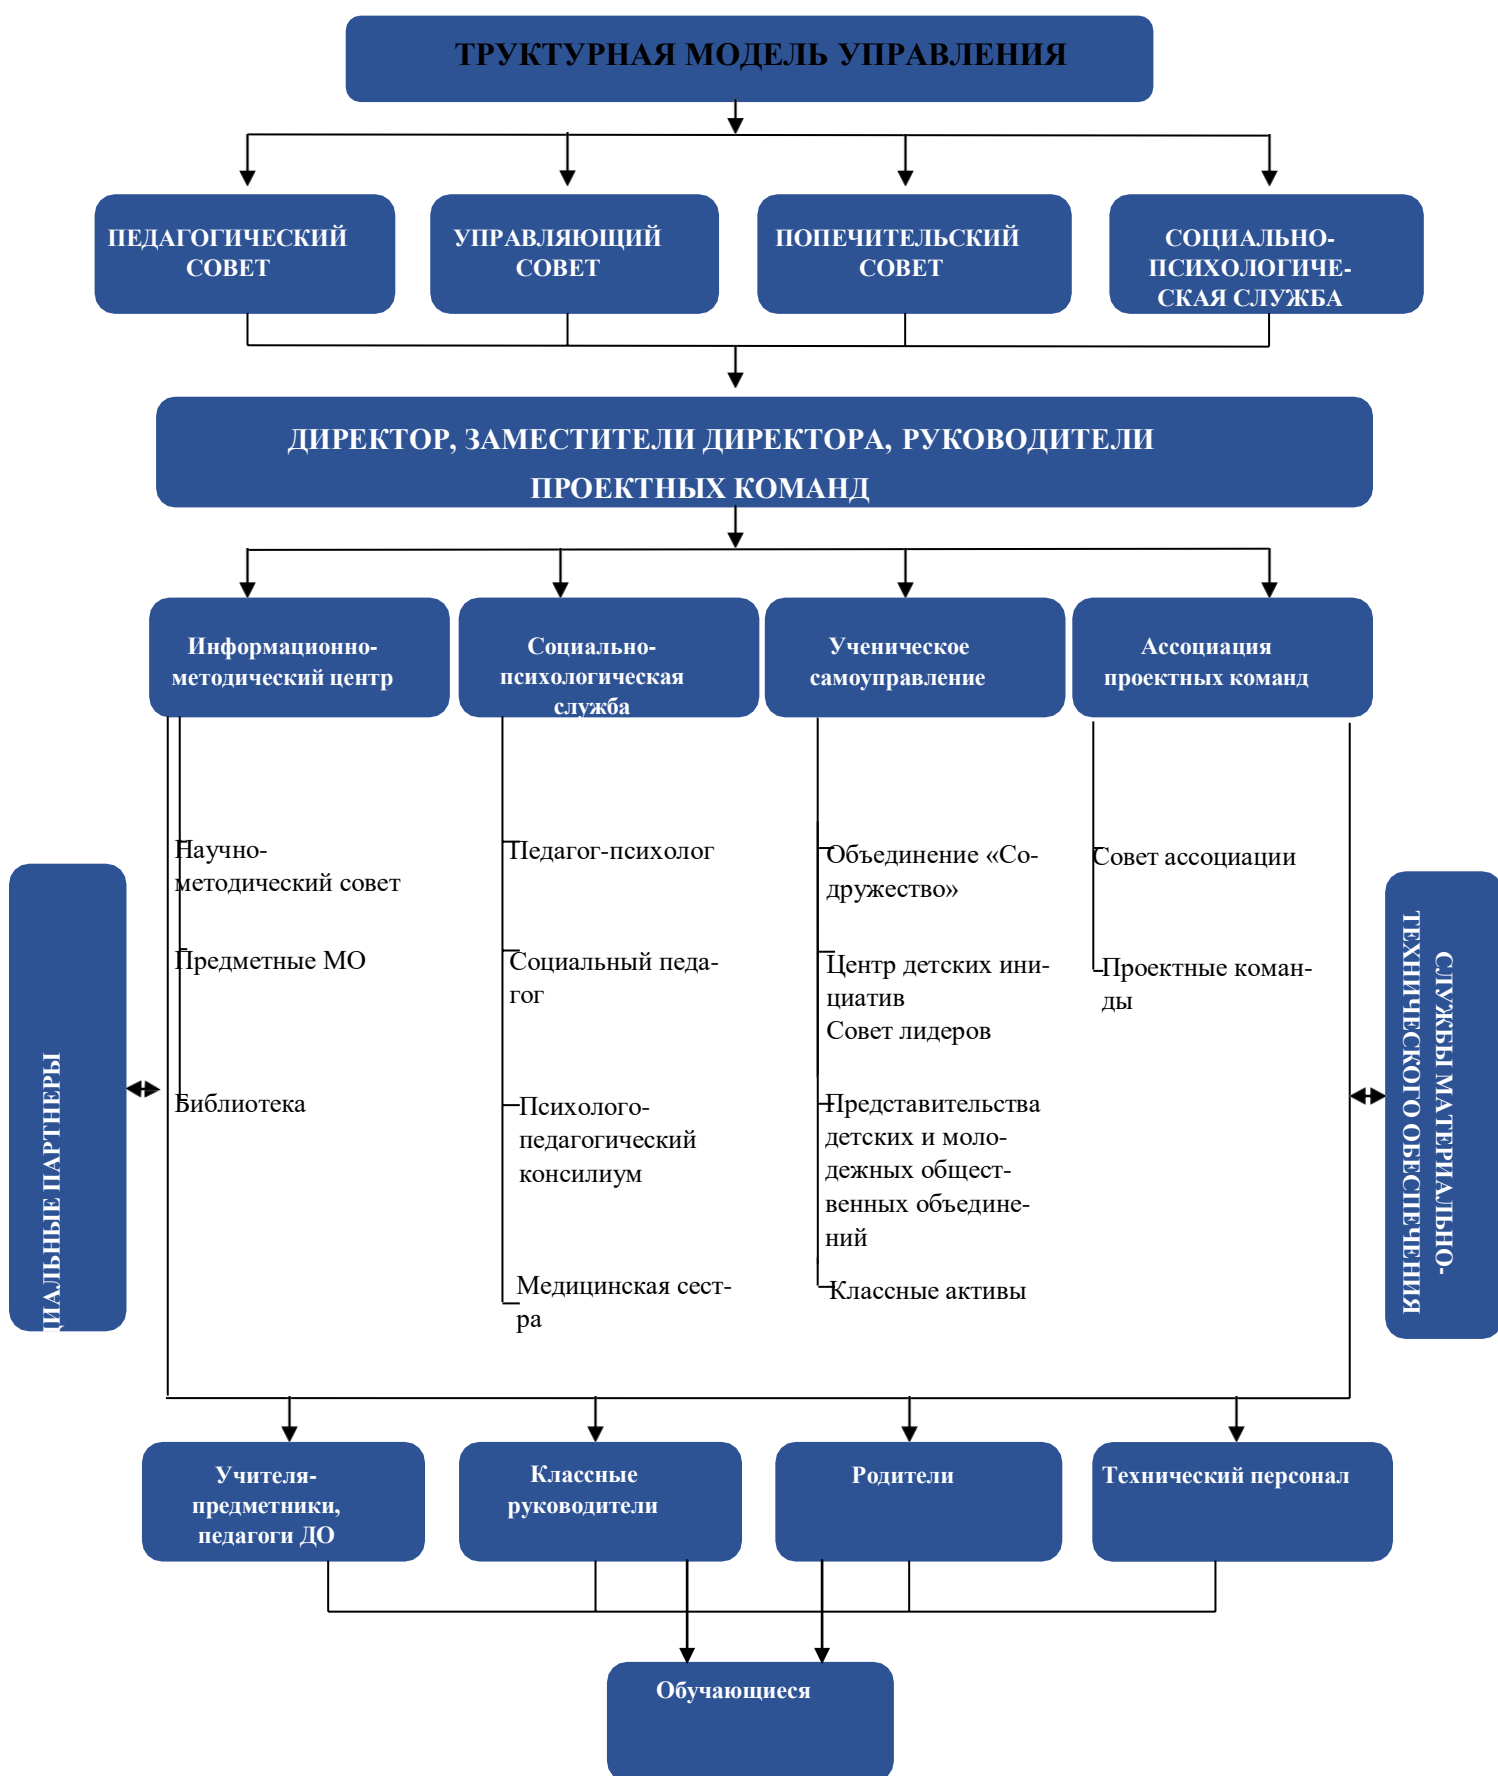 ТРУКТУРНАЯ МОДЕЛЬ УПРАВЛЕНИЯ
ПЕДАГОГИЧЕСКИЙ
СОВЕТ
УПРАВЛЯЮЩИЙ
СОВЕТ
ПОПЕЧИТЕЛЬСКИЙ
СОВЕТ
СОЦИАЛЬНО-
ПСИХОЛОГИЧЕ-
СКАЯ СЛУЖБА
ДИРЕКТОР, ЗАМЕСТИТЕЛИ ДИРЕКТОРА, РУКОВОДИТЕЛИ
ПРОЕКТНЫХ КОМАНД
Информационно-
методический центр
Социально-
психологическая
служба
Ученическое
самоуправление
Ассоциация
проектных команд
Научно-
методический совет
Предметные МО
Библиотека
Педагог-психолог
Социальный педа-
гог
Психолого-
педагогический
консилиум
Медицинская сест-
ра
Объединение «Со-
дружество»
Центр детских ини-
циатив
Совет лидеров
Представительства
детских и моло-
дежных общест-
венных объедине-
ний
Классные активы
Совет ассоциации
Проектные коман-
ды
ЦИАЛЬНЫЕ ПАРТНЕРЫ
СЛУЖБЫ МАТЕРИАЛЬНО-
ТЕХНИЧЕСКОГО ОБЕСПЕЧЕНИЯ
Учителя-
предметники,
педагоги ДО
Классные
руководители
Родители
Технический персонал
Обучающиеся